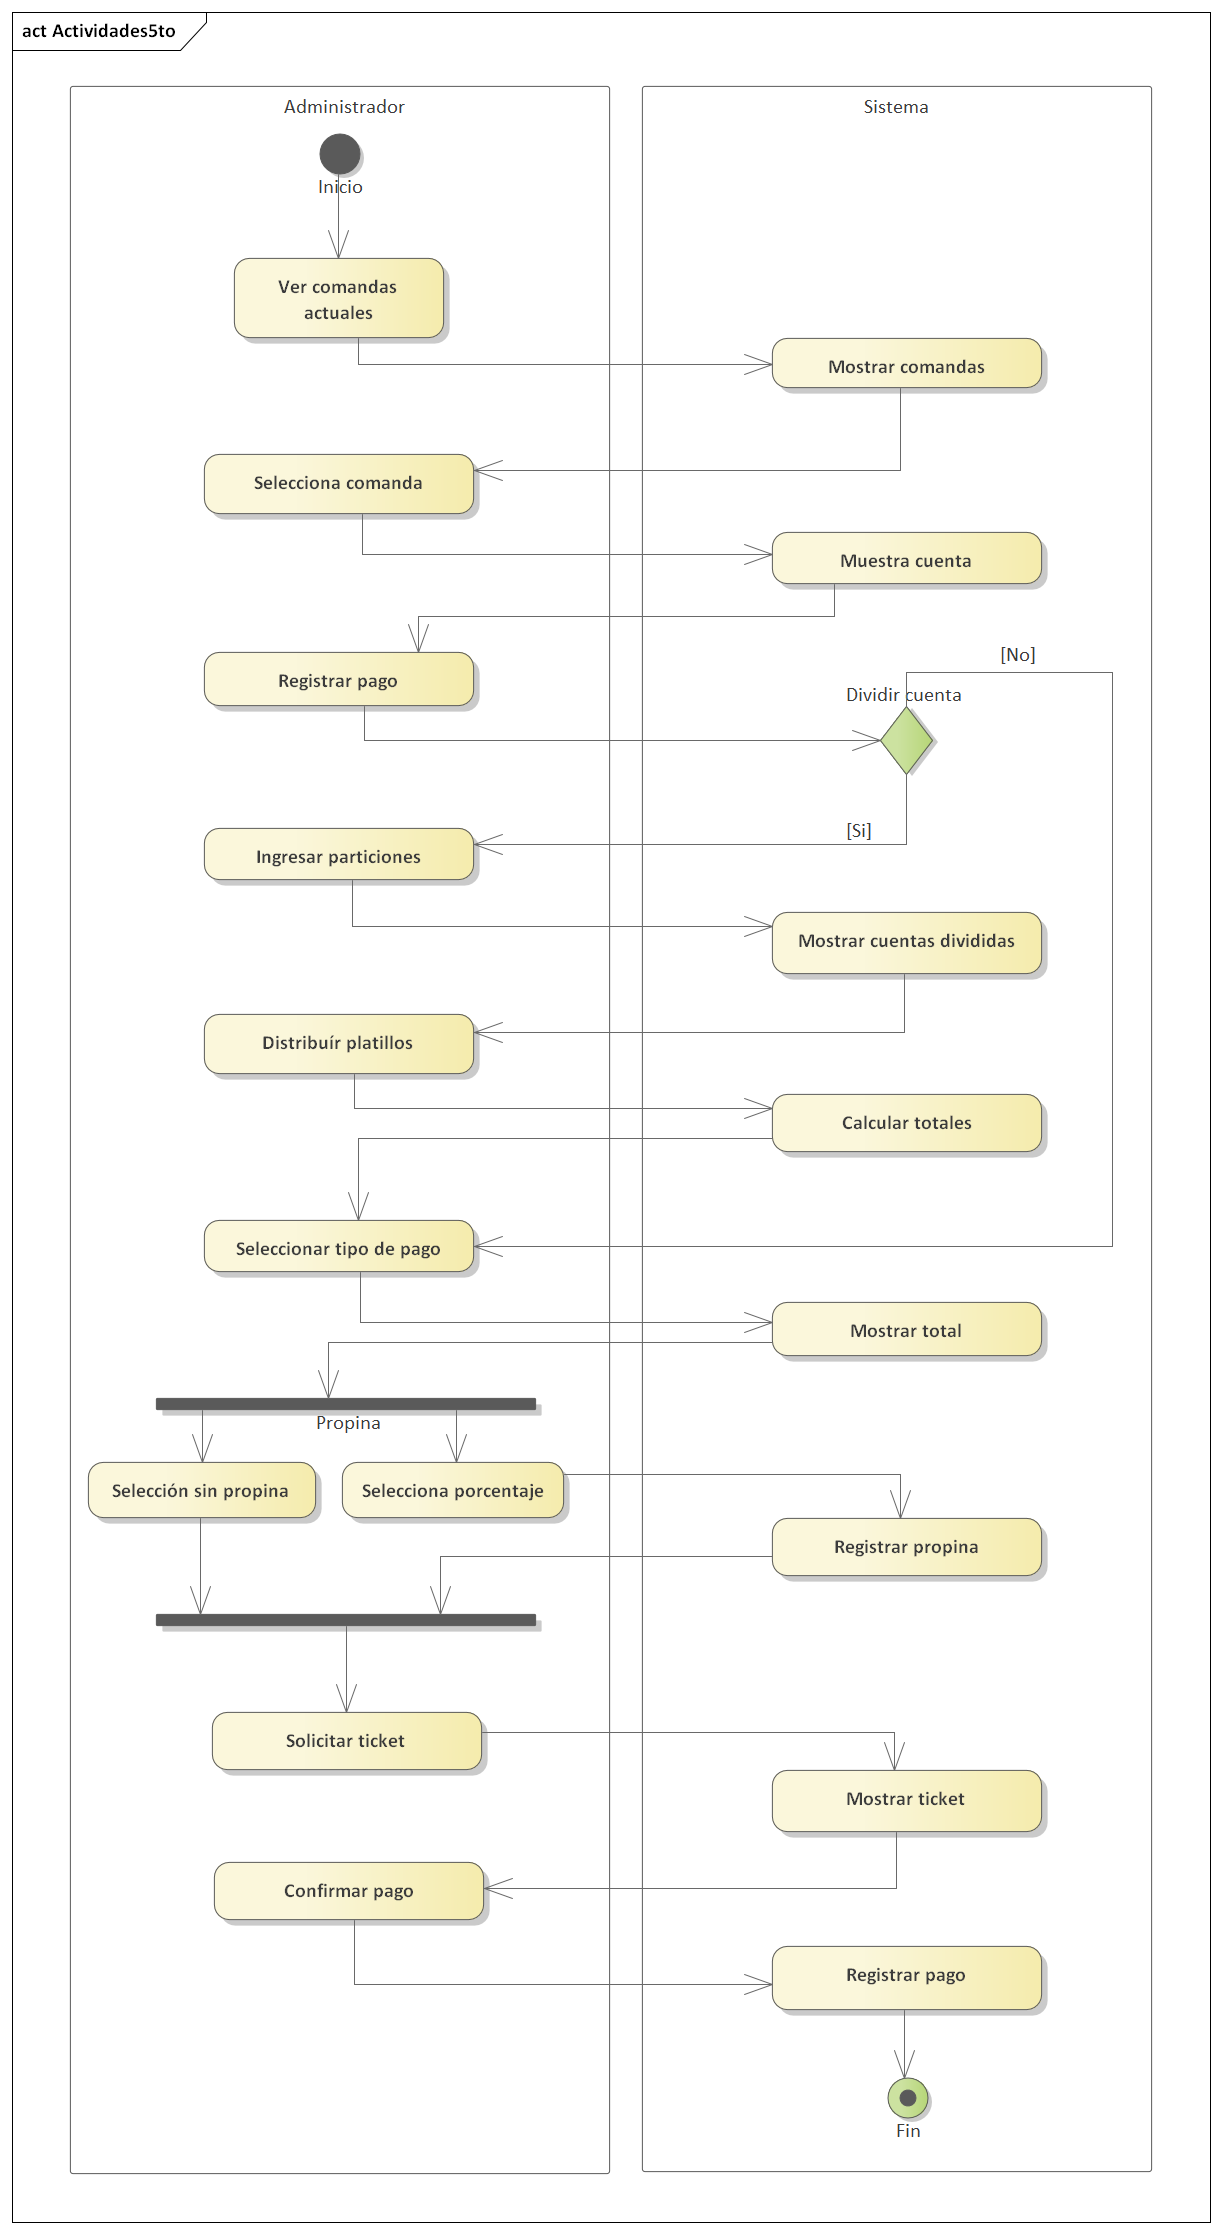 act Actividades5to
Administrador
Sistema
Inicio
Ver comandas
actuales
Mostrar comandas
Selecciona comanda
Muestra cuenta
[No]
Registrar pago
Dividir cuenta
[Si]
Ingresar particiones
Mostrar cuentas divididas
Distribuír platillos
Calcular totales
Seleccionar tipo de pago
Mostrar total
Propina
Selección sin propina
Selecciona porcentaje
Registrar propina
Solicitar ticket
Mostrar ticket
Confirmar pago
Registrar pago
Fin